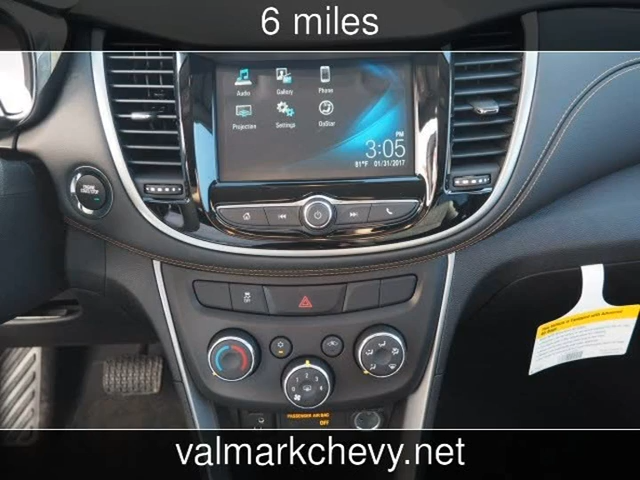 6 miles
Audio
Gallery
Phone
Projection
Settings
OnStar
PM
3:05
81°F 01/31/2017
ENGINE
PASSENGER AIR BAG
OFF
valmarkchevy.net